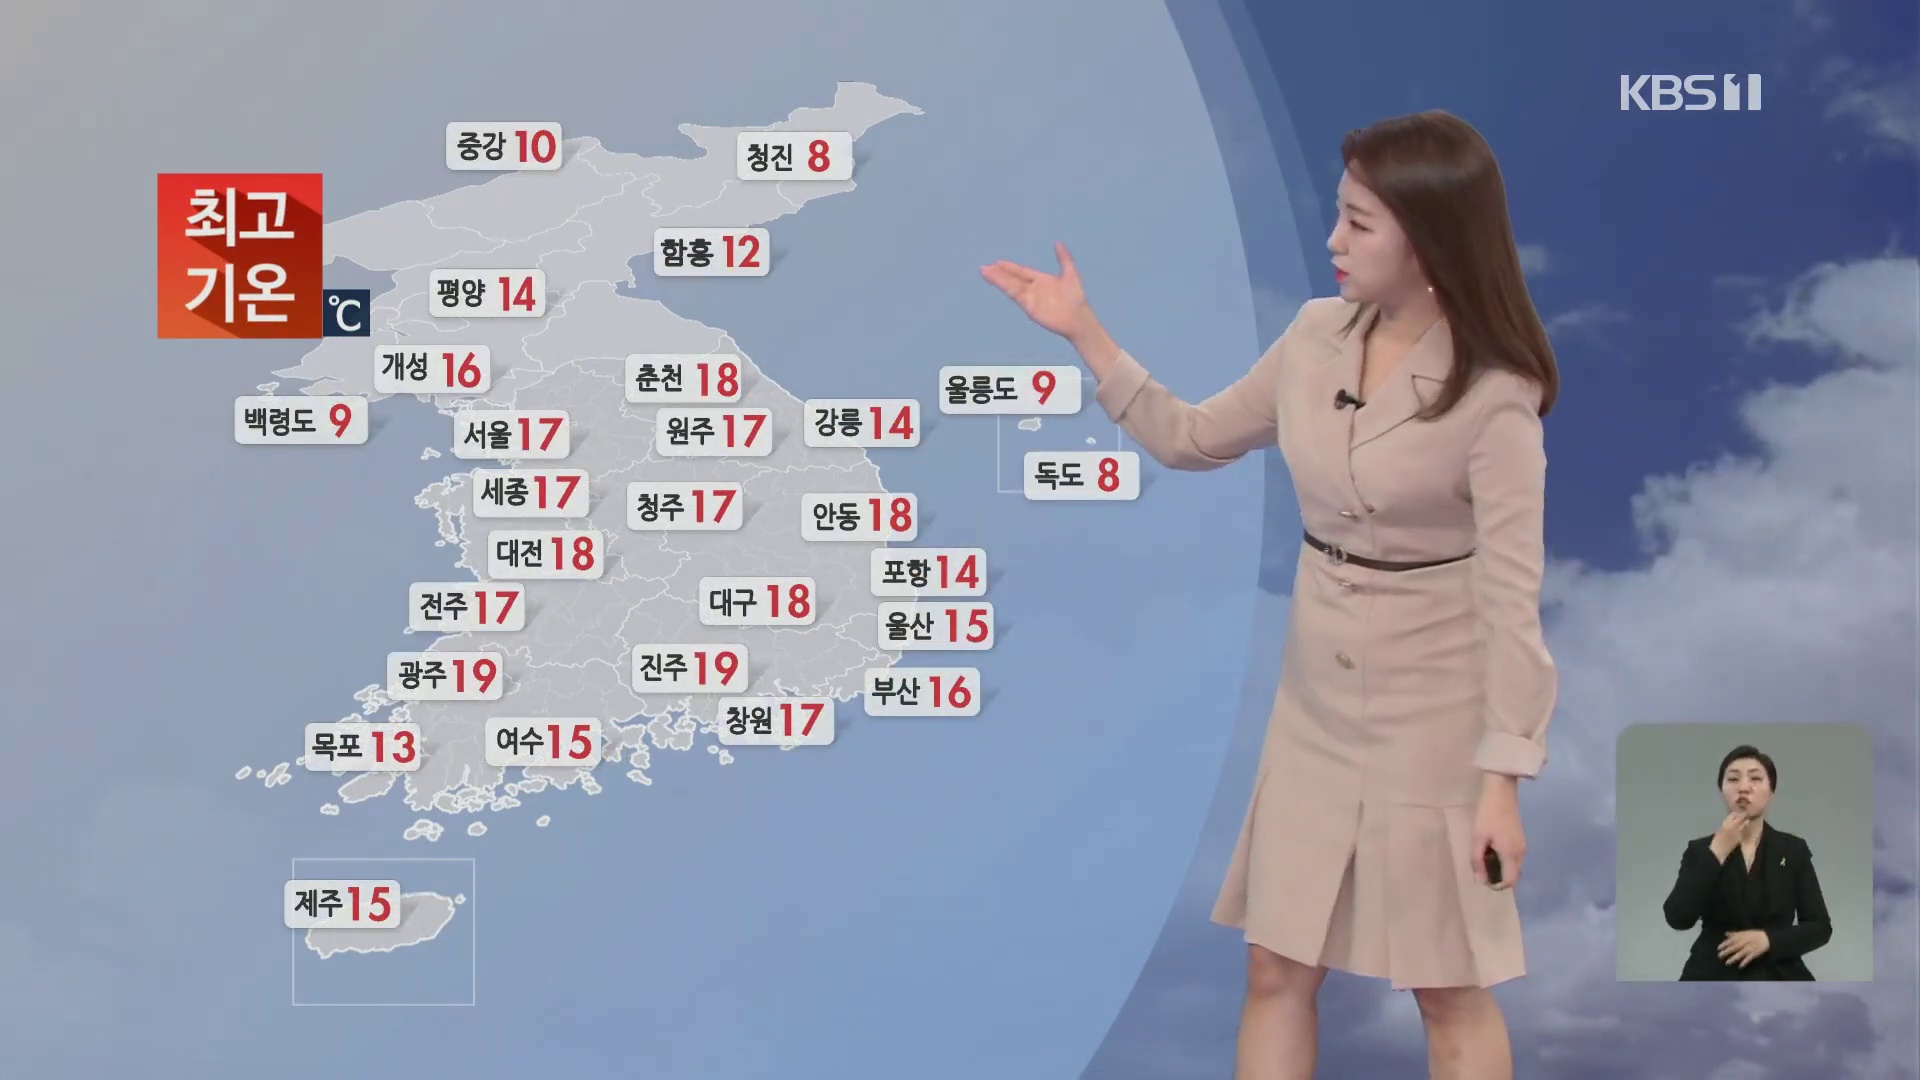 KBS 1
최고
기온
℃
중강 10
청진 8
함흥 12
평양 14
개성 16
춘천 18
울릉도 9
백령도 9
서울 17
원주 17
강릉 14
독도 8
세종 17
청주 17
안동 18
대전 18
포항 14
전주 17
대구 18
울산 15
광주 19
진주 19
부산 16
창원 17
목포 13
여수 15
제주 15